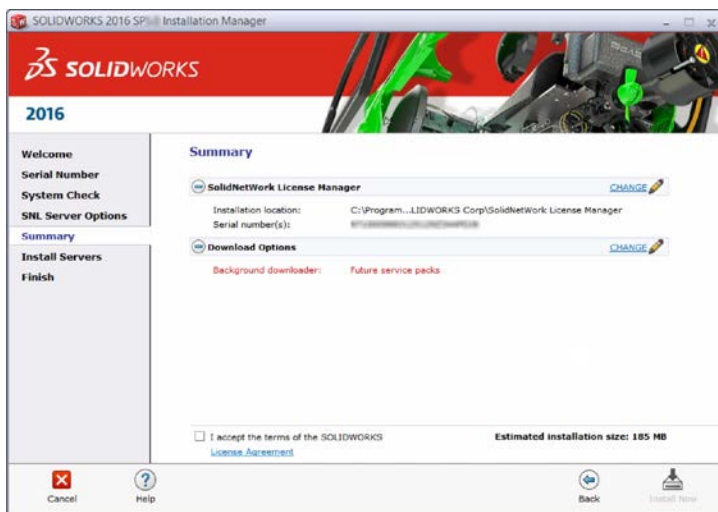 SOLIDWORKS 2016 SP Installation Manager
SOLIDWORKS
2016
Welcome
Serial Number
System Check
SNL Server Options
Summary
Install Servers
Finish
Summary
SolidNetWork License Manager CHANGE
Installation location: C:\Program...LIDWORKS Corp\SolidNetWork License Manager
Serial number(s):
Download Options CHANGE
Background downloader: Future service packs
I accept the terms of the SOLIDWORKS
License Agreement
Estimated installation size: 185 MB
Cancel
Help
Back
Install Now